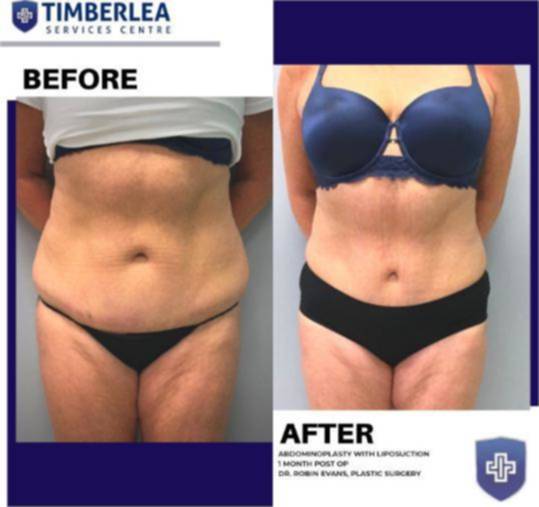 TIMBERLEA
SERVICES CENTRE
BEFORE
AFTER
ABDOMINOPLASTY WITH LIPOSUCTION
1 MONTH POST OP
DR. ROBIN EVANS, PLASTIC SURGERY